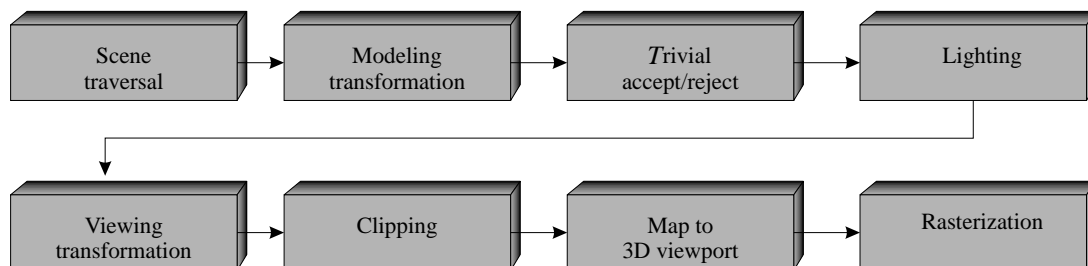 Scene
traversal
Modeling
transformation
Trivial
accept/reject
Lighting
Viewing
transformation
Clipping
Map to
3D viewport
Rasterization